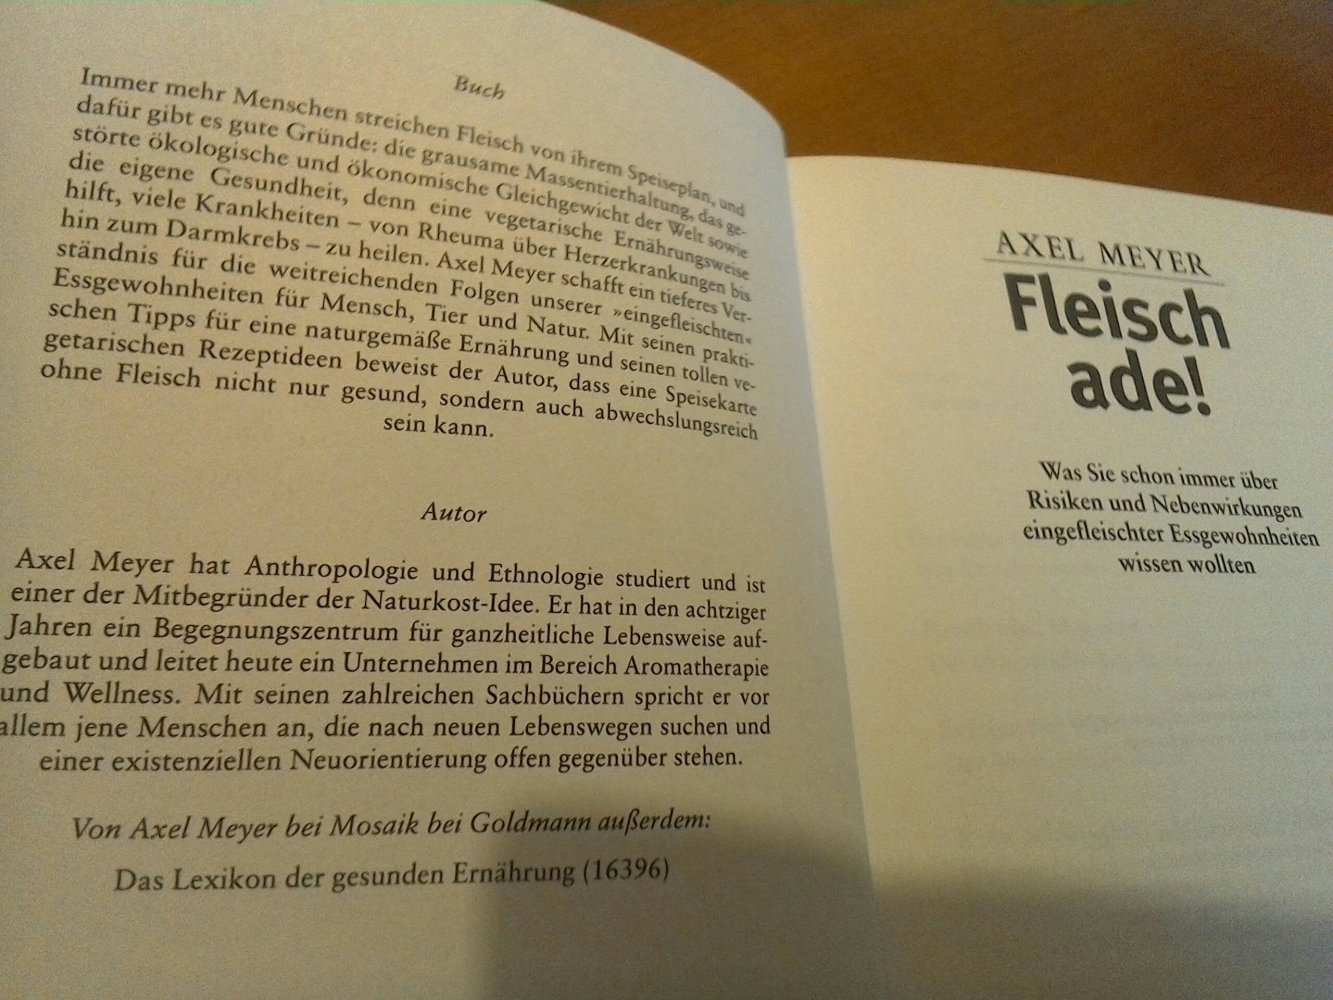 Buch
Immer mehr Menschen streichen Fleisch von ihrem Speiseplan, und
dafür gibt es gute Gründe: die grausame Massentierhaltung, das ge-
störte ökologische und ökonomische Gleichgewicht der Welt sowie
die eigene Gesundheit, denn eine vegetarische Ernährungsweise
hilft, viele Krankheiten – von Rheuma über Herzerkrankungen bis
hin zum Darmkrebs – zu heilen. Axel Meyer schafft ein tieferes Ver-
ständnis für die weitreichenden Folgen unserer »eingefleischten«
Essgewohnheiten für Mensch, Tier und Natur. Mit seinen prakti-
schen Tipps für eine naturgemäße Ernährung und seinen tollen ve-
getarischen Rezeptideen beweist der Autor, dass eine Speisekarte
ohne Fleisch nicht nur gesund, sondern auch abwechslungsreich
sein kann.
Autor
Axel Meyer hat Anthropologie und Ethnologie studiert und ist
einer der Mitbegründer der Naturkost-Idee. Er hat in den achtziger
Jahren ein Begegnungszentrum für ganzheitliche Lebensweise auf-
gebaut und leitet heute ein Unternehmen im Bereich Aromatherapie
und Wellness. Mit seinen zahlreichen Sachbüchern spricht er vor
allem jene Menschen an, die nach neuen Lebenswegen suchen und
einer existenziellen Neuorientierung offen gegenüber stehen.
Von Axel Meyer bei Mosaik bei Goldmann außerdem:
Das Lexikon der gesunden Ernährung (16396)
AXEL MEYER
Fleisch
ade!
Was Sie schon immer über
Risiken und Nebenwirkungen
eingefleischter Essgewohnheiten
wissen wollten